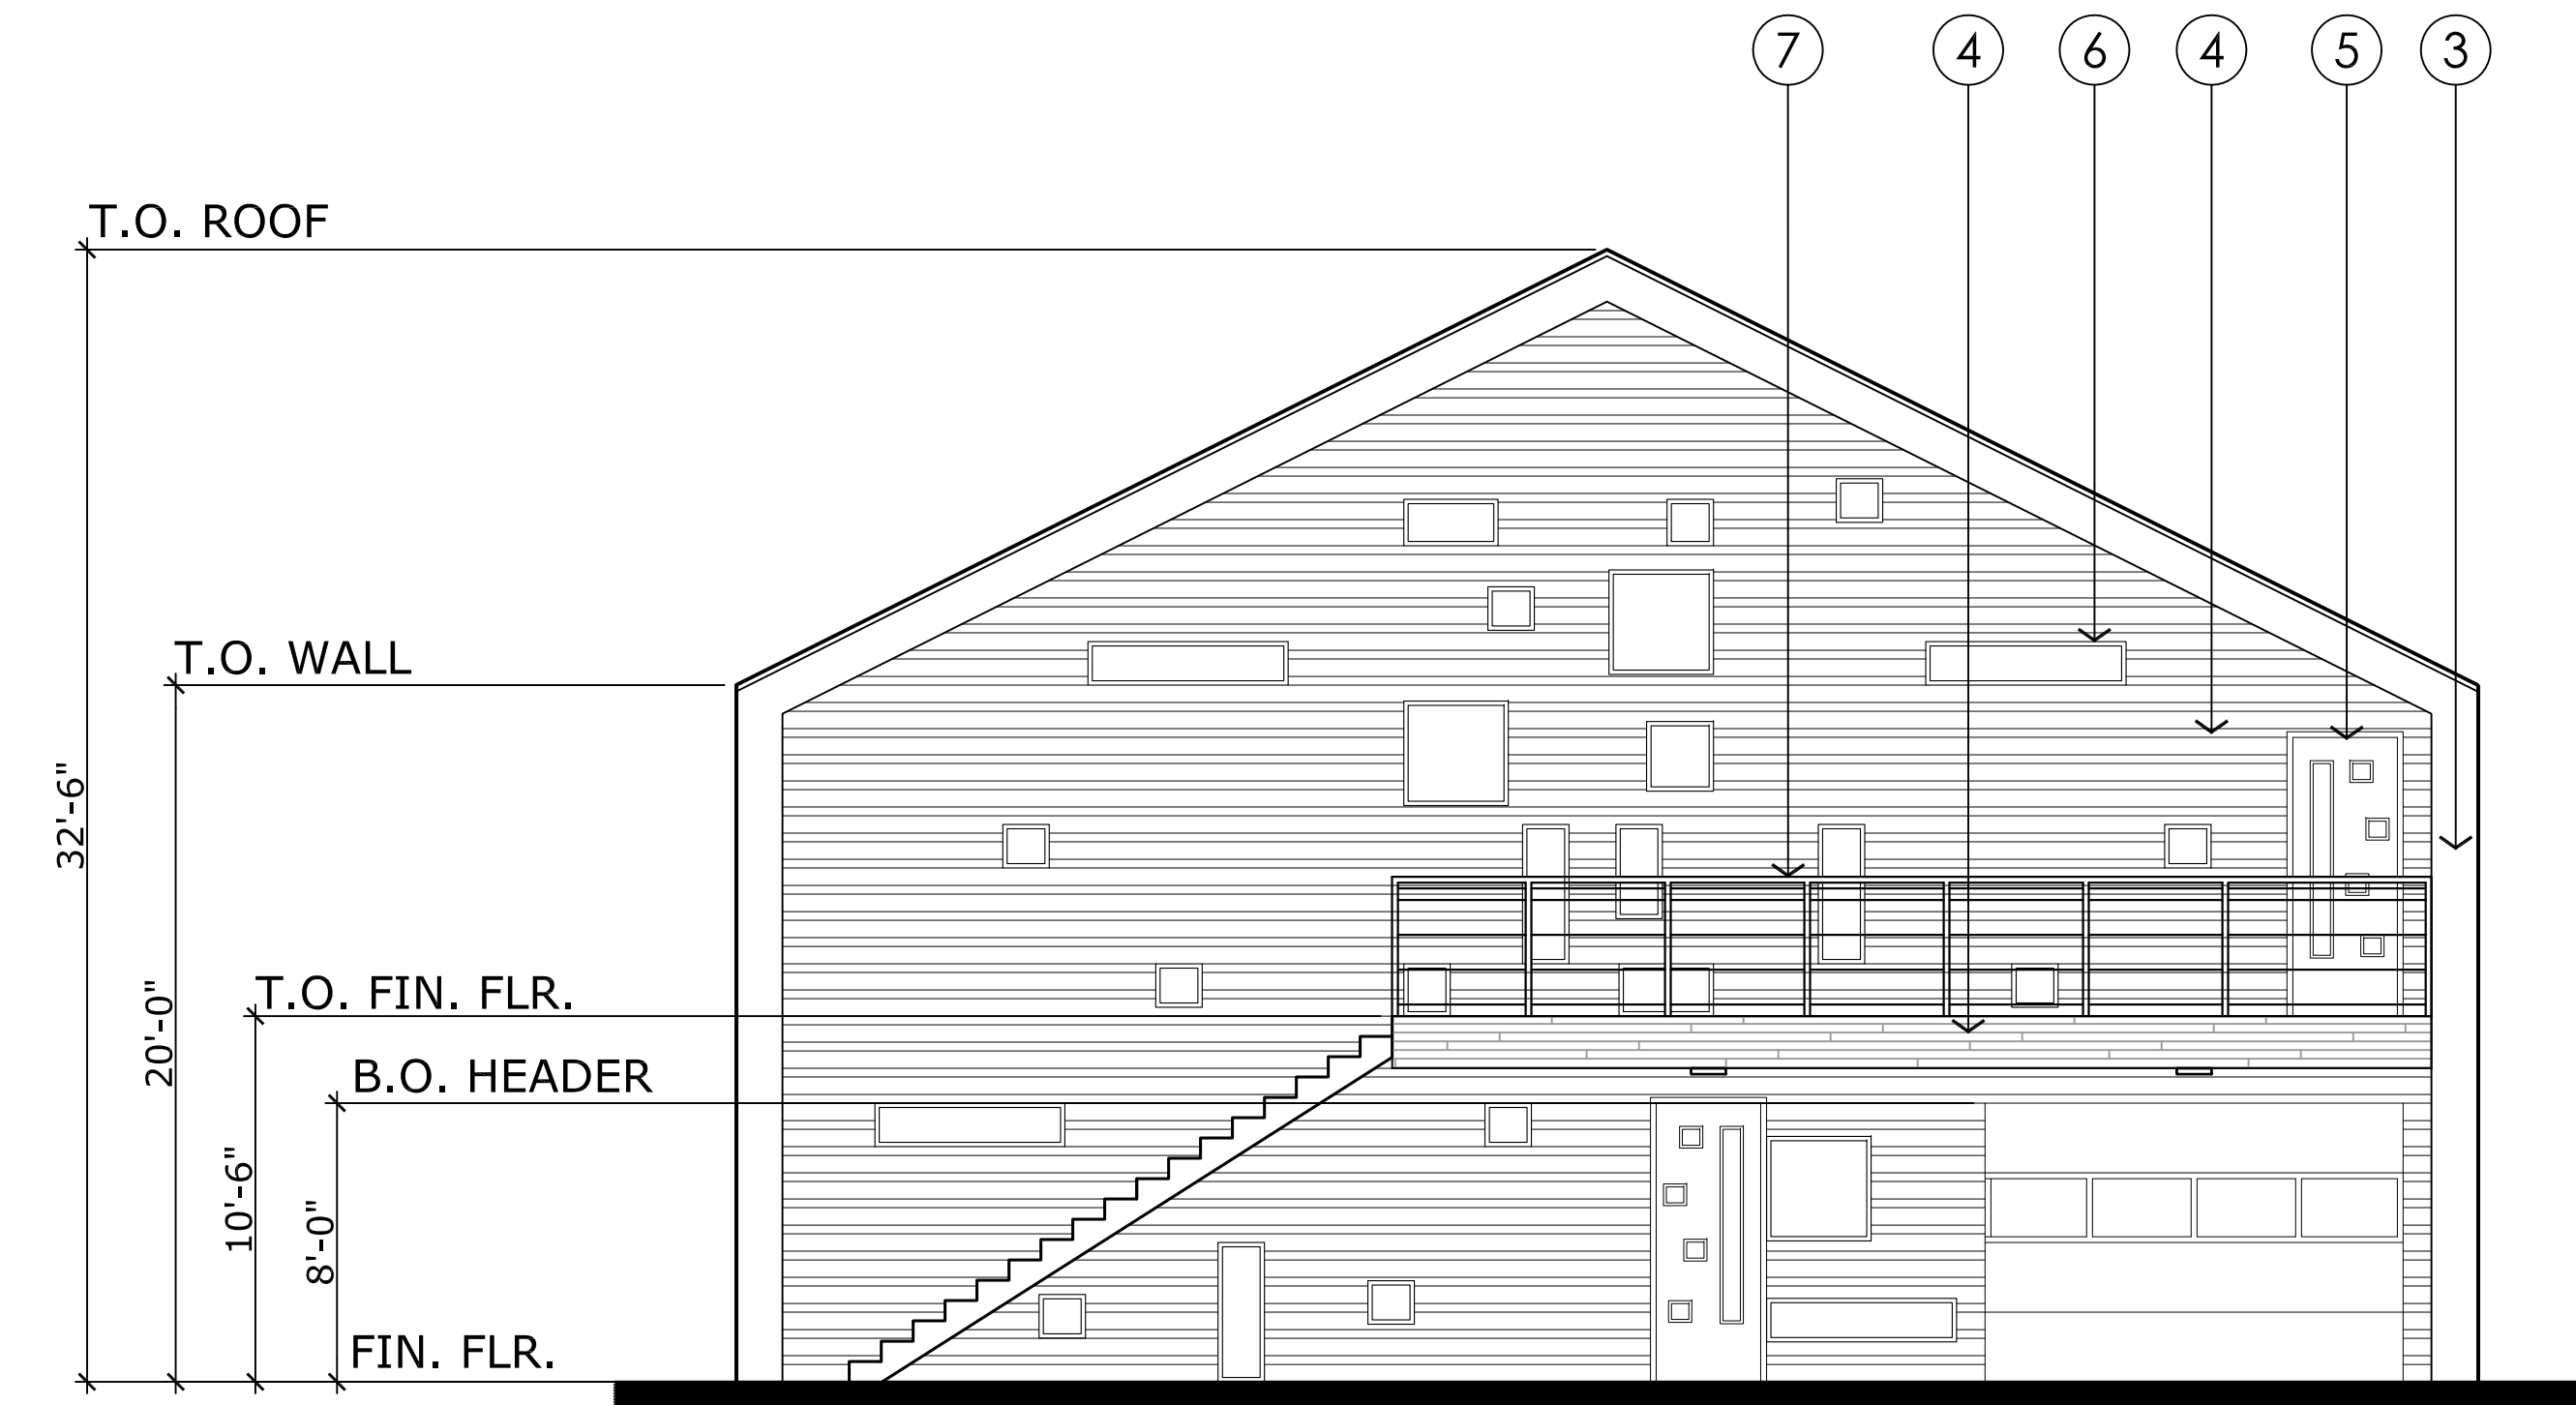 7 4 6 4 5 3
T.O. ROOF
T.O. WALL
32'-6"
T.O. FIN. FLR.
20'-0"
B.O. HEADER
10'-6"
8'-0"
FIN. FLR.